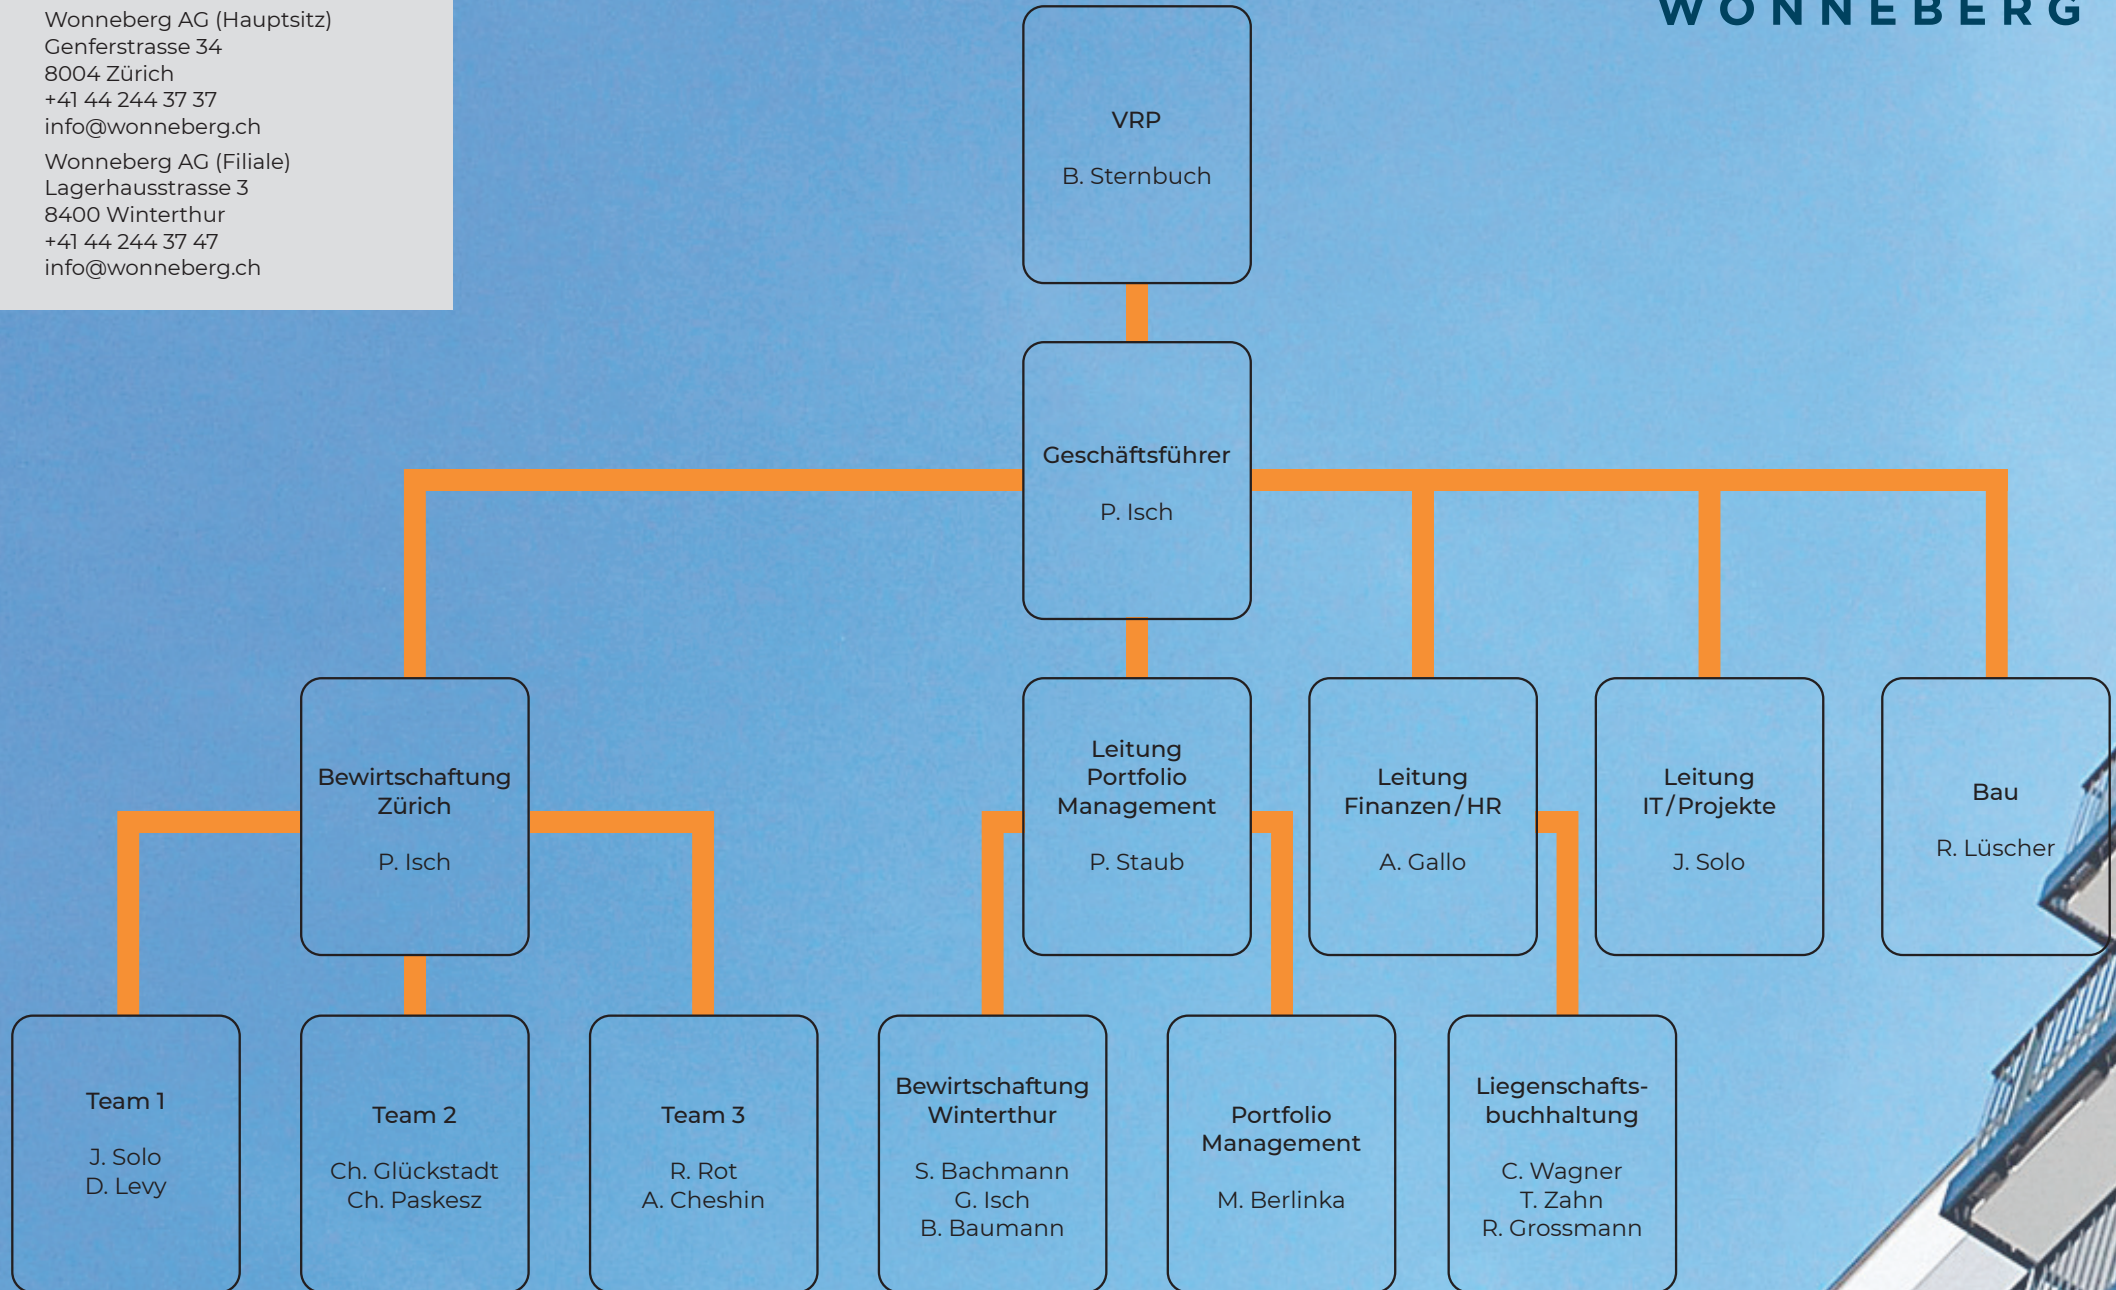 Wonneberg AG (Hauptsitz)
Genferstrasse 34
8004 Zürich
+41 44 244 37 37
info@wonneberg.ch
Wonneberg AG (Filiale)
Lagerhausstrasse 3
8400 Winterthur
+41 44 244 37 47
info@wonneberg.ch
WONNEBERG
VRP
B. Sternbuch
Geschäftsführer
P. Isch
Bewirtschaftung
Zürich
P. Isch
Leitung
Portfolio
Management
P. Staub
Leitung
Finanzen/HR
A. Gallo
Leitung
IT/Projekte
J. Solo
Bau
R. Lüscher
Team 1
J. Solo
D. Levy
Team 2
Ch. Glückstadt
Ch. Paskesz
Team 3
R. Rot
A. Cheshin
Bewirtschaftung
Winterthur
S. Bachmann
G. Isch
B. Baumann
Portfolio
Management
M. Berlinka
Liegenschafts-
buchhaltung
C. Wagner
T. Zahn
R. Grossmann